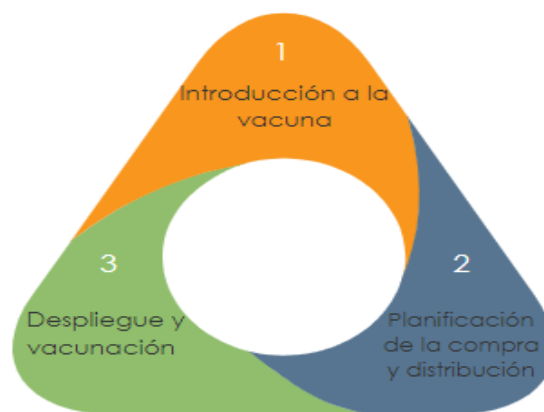 1
Introducción a la
vacuna
3
Despliegue y
vacunación
2
Planificación
de la compra
y distribución